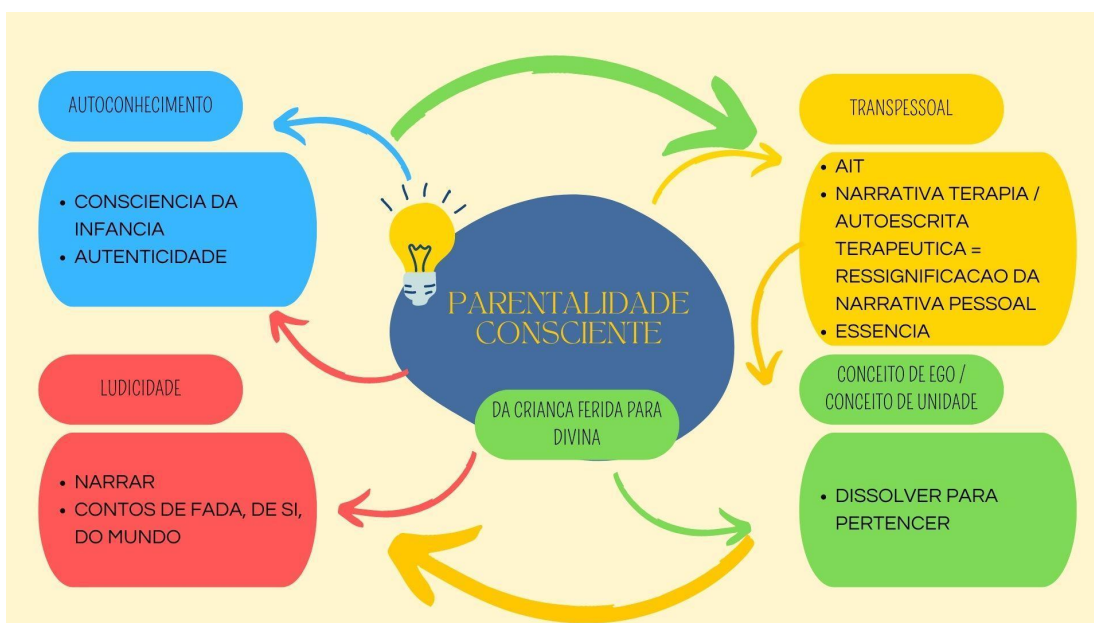 AUTOCONHECIMENTO
• CONSCIENCIA DA
INFANCIA
• AUTENTICIDADE
LUDICIDADE
• NARRAR
• CONTOS DE FADA, DE SI,
DO MUNDO
PARENTALIDADE
CONSCIENTE
DA CRIANCA FERIDA PARA
DIVINA
TRANSPESSOAL
• AIT
• NARRATIVA TERAPIA /
AUTOESCRITA
TERAPEUTICA =
RESSIGNIFICACAO DA
NARRATIVA PESSOAL
• ESSENCIA
CONCEITO DE EGO /
CONCEITO DE UNIDADE
• DISSOLVER PARA
PERTENCER